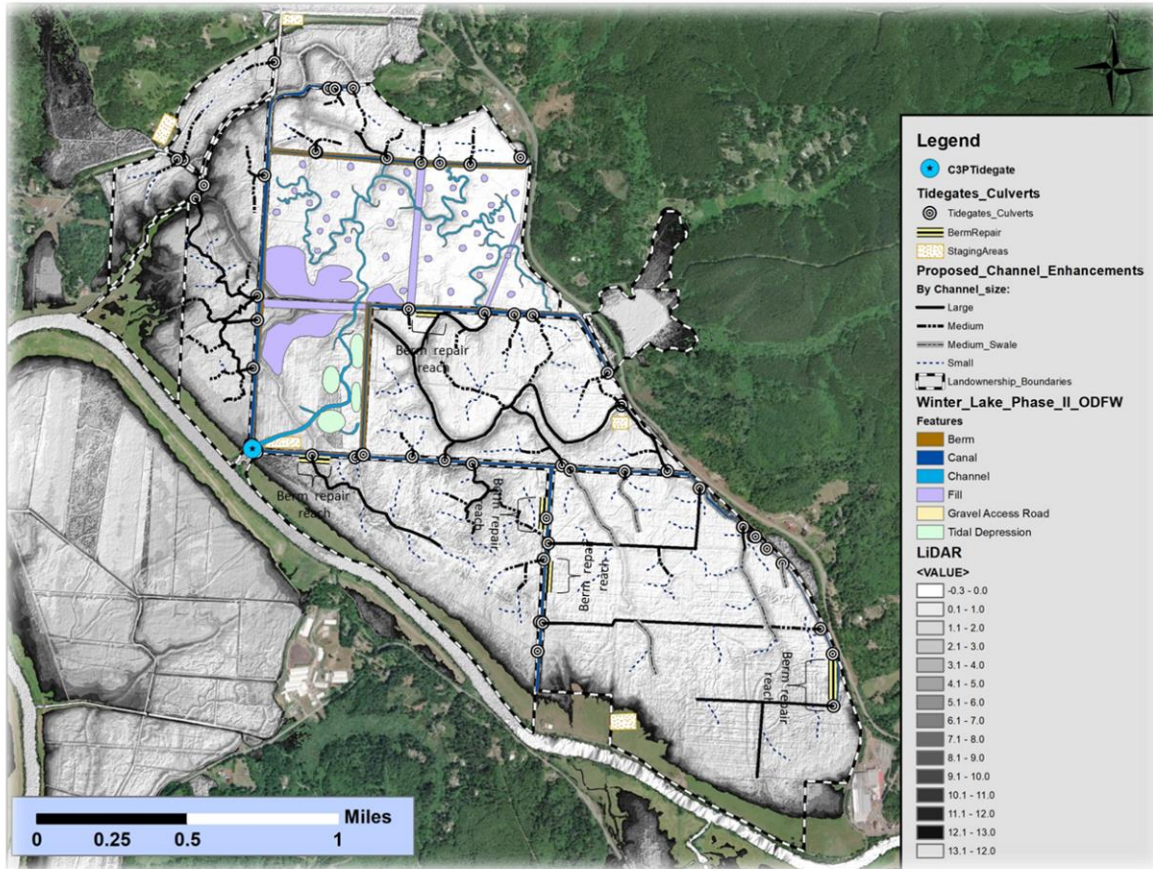 Berm repair
reach
Berm repair
reach
Berm repair
reach
Berm repair
reach
Berm repair
reach
Miles
0 0.25 0.5 1
Legend
C3PTidegate
Tidegates_Culverts
Tidegates_Culverts
BermRepair
StagingAreas
Proposed_Channel_Enhancements
By Channel_size:
Large
Medium
Medium_Swale
Small
Landownership_Boundaries
Winter_Lake_Phase_II_ODFW
Features
Berm
Canal
Channel
Fill
Gravel Access Road
Tidal Depression
LiDAR
<VALUE>
-0.3 - 0.0
0.1 - 1.0
1.1 - 2.0
2.1 - 3.0
3.1 - 4.0
4.1 - 5.0
5.1 - 6.0
6.1 - 7.0
7.1 - 8.0
8.1 - 9.0
9.1 - 10.0
10.1 - 11.0
11.1 - 12.0
12.1 - 13.0
13.1 - 12.0